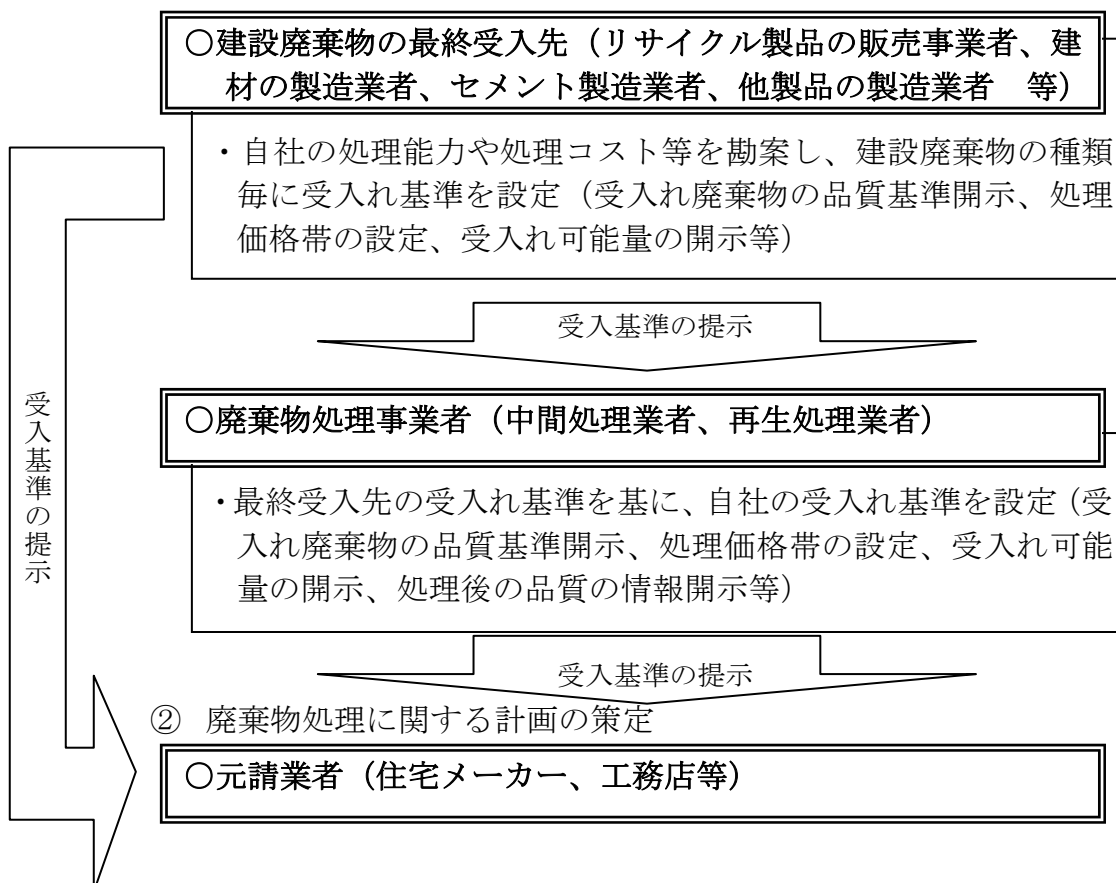 ○建設廃棄物の最終受入先（リサイクル製品の販売事業者、建
材の製造業者、セメント製造業者、他製品の製造業者　等）
・自社の処理能力や処理コスト等を勘案し、建設廃棄物の種類
毎に受入れ基準を設定（受入れ廃棄物の品質基準開示、処理
価格帯の設定、受入れ可能量の開示等）
受入基準の提示
○廃棄物処理事業者（中間処理業者、再生処理業者）
・最終受入先の受入れ基準を基に、自社の受入れ基準を設定（受
入れ廃棄物の品質基準開示、処理価格帯の設定、受入れ可能
量の開示、処理後の品質の情報開示等）
受入基準の提示
受入基準の提示
② 廃棄物処理に関する計画の策定
○元請業者（住宅メーカー、工務店等）